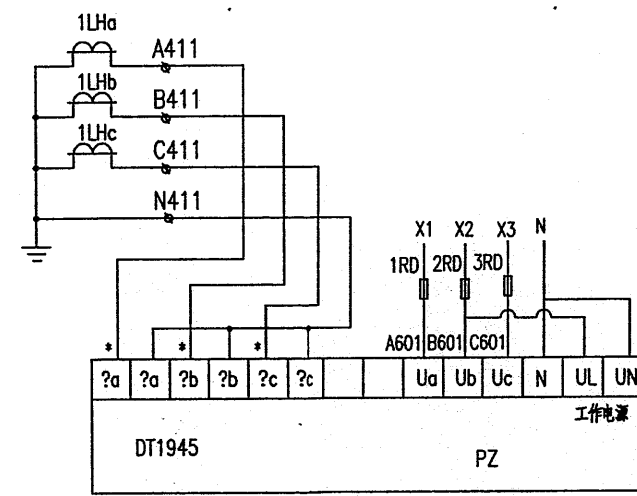 1LHa
A411
1LHb
B411
1LHc
C411
N411
X1 X2 X3 N
1RD 2RD 3RD
A601 B601 C601
* * *
?a ?a ?b ?b ?c ?c Ua Ub Uc N UL UN
工作电源
DT1945 PZ